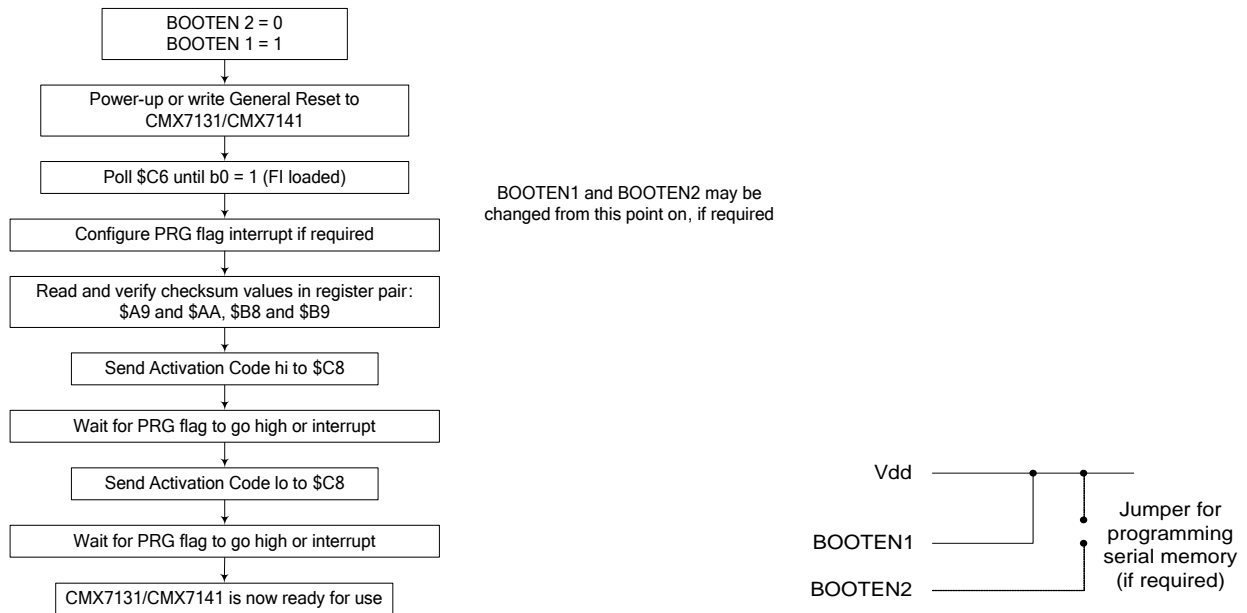 BOOTEN 2 = 0
BOOTEN 1 = 1
Power-up or write General Reset to
CMX7131/CMX7141
Poll $C6 until b0 = 1 (FI loaded)
BOOTEN1 and BOOTEN2 may be
changed from this point on, if required
Configure PRG flag interrupt if required
Read and verify checksum values in register pair:
$A9 and $AA, $B8 and $B9
Send Activation Code hi to $C8
Wait for PRG flag to go high or interrupt
Send Activation Code lo to $C8
Wait for PRG flag to go high or interrupt
CMX7131/CMX7141 is now ready for use
Vdd
BOOTEN1
BOOTEN2
Jumper for
programming
serial memory
(if required)